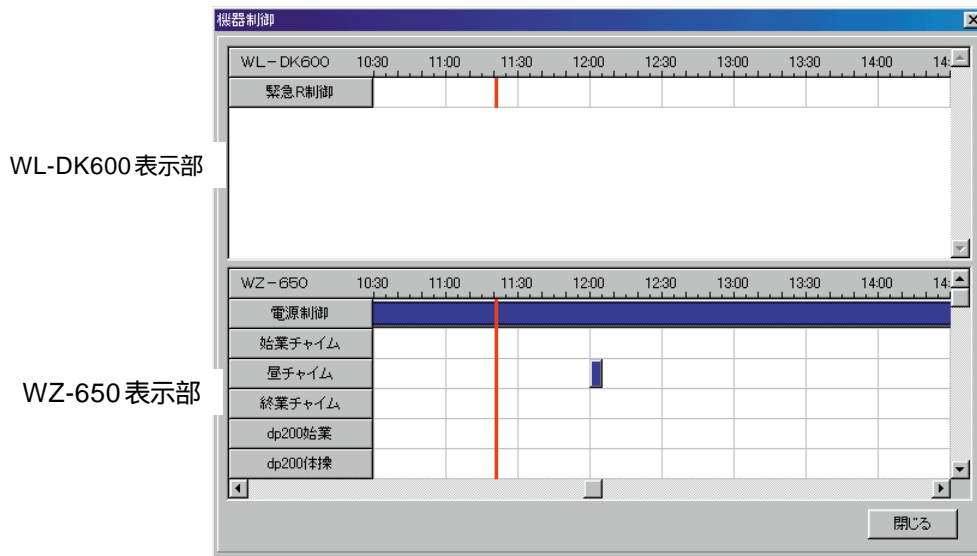 機器制御
WL-DK600 10:30 11:00 11:30 12:00 12:30 13:00 13:30 14:00 14:
緊急R制御
WL-DK600表示部
WZ-650 10:30 11:00 11:30 12:00 12:30 13:00 13:30 14:00 14:
電源制御
始業チャイム
昼チャイム
WZ-650表示部
終業チャイム
dp200始業
dp200体操
閉じる